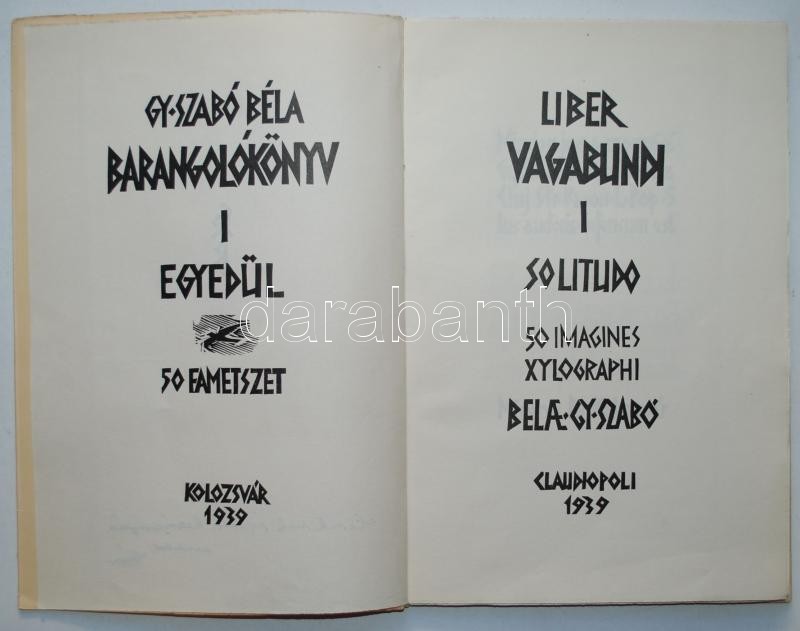 GY·SZABÓ BÉLA
BARANGOLÓKÖNYV
I
EGYEDÜL
50 FAMETSZET
KOLOZSVÁR
1939
LIBER
VAGABUNDI
I
SOLITUDO
50 IMAGINES
XYLOGRAPHI
BELÆ·GY·SZABÓ
CLAUDIOPOLI
1939
darabanth